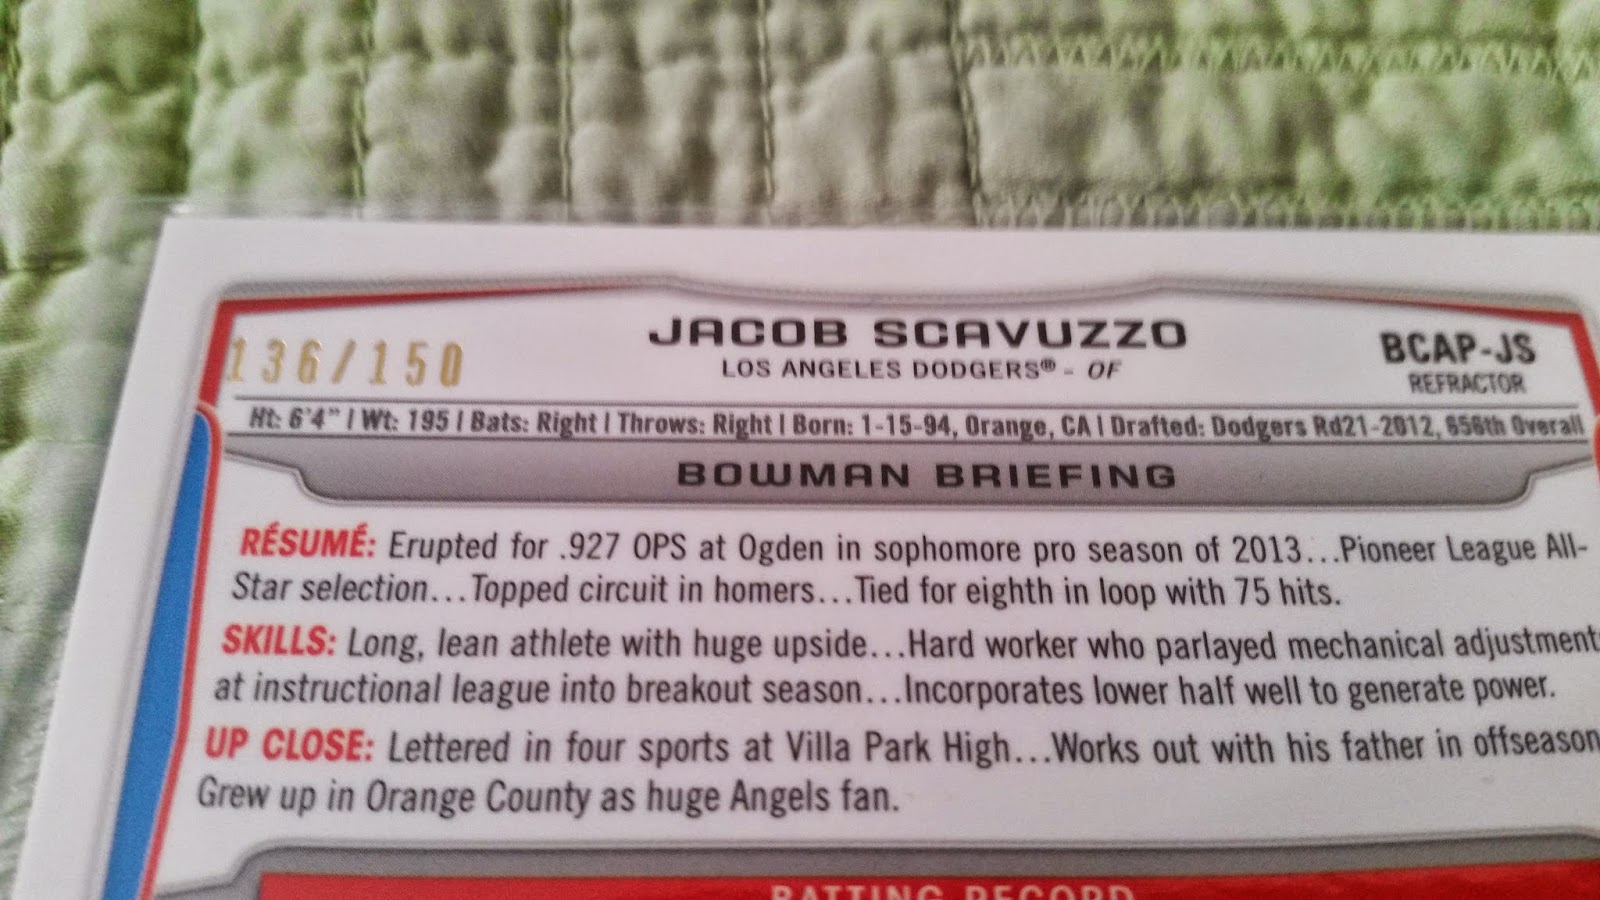 136/150
JACOB SCAVUZZO
LOS ANGELES DODGERS® - OF
BCAP-JS
REFRACTOR
Ht: 6'4" | Wt: 195 | Bats: Right | Throws: Right | Born: 1-15-94, Orange, CA | Drafted: Dodgers Rd21-2012, 656th Overall
BOWMAN BRIEFING
RÉSUMÉ: Erupted for .927 OPS at Ogden in sophomore pro season of 2013...Pioneer League All-
Star selection...Topped circuit in homers...Tied for eighth in loop with 75 hits.
SKILLS: Long, lean athlete with huge upside...Hard worker who parlayed mechanical adjustment
at instructional league into breakout season...Incorporates lower half well to generate power.
UP CLOSE: Lettered in four sports at Villa Park High...Works out with his father in offseason
Grew up in Orange County as huge Angels fan.
BATTING RECORD